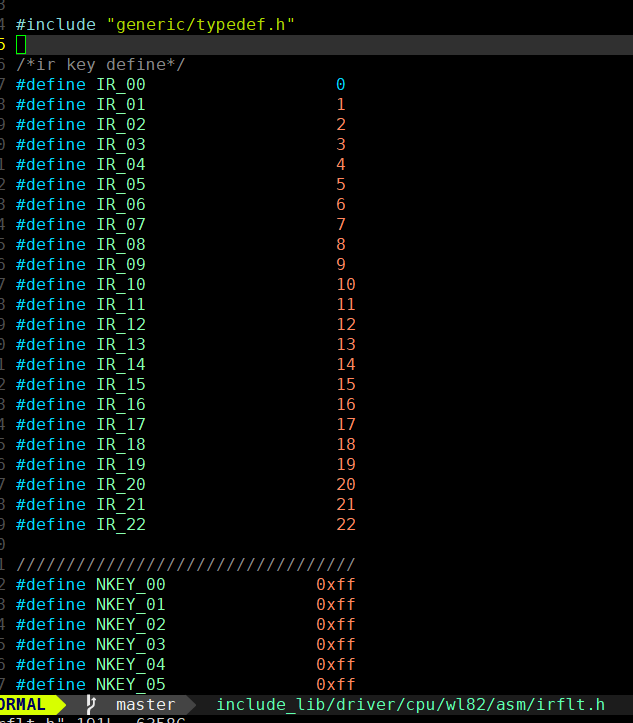 3
4 #include "generic/typedef.h"
5
6 /*ir key define*/
7 #define IR_00 0
8 #define IR_01 1
9 #define IR_02 2
0 #define IR_03 3
1 #define IR_04 4
2 #define IR_05 5
3 #define IR_06 6
4 #define IR_07 7
5 #define IR_08 8
6 #define IR_09 9
7 #define IR_10 10
8 #define IR_11 11
9 #define IR_12 12
0 #define IR_13 13
1 #define IR_14 14
2 #define IR_15 15
3 #define IR_16 16
4 #define IR_17 17
5 #define IR_18 18
6 #define IR_19 19
7 #define IR_20 20
8 #define IR_21 21
9 #define IR_22 22
0
1 //////////////////////////////////
2 #define NKEY_00 0xff
3 #define NKEY_01 0xff
4 #define NKEY_02 0xff
5 #define NKEY_03 0xff
6 #define NKEY_04 0xff
7 #define NKEY_05 0xff
ORMAL master include_lib/driver/cpu/wl82/asm/irflt.h